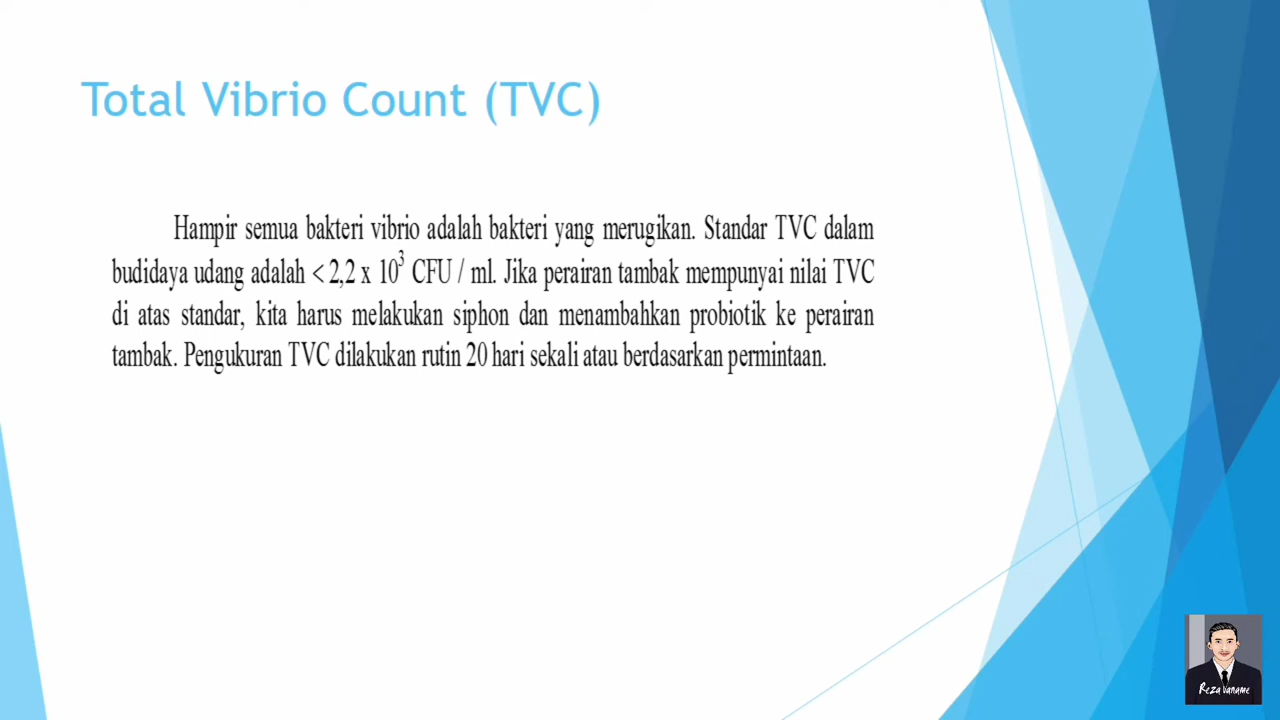 Total Vibrio Count (TVC)
Hampir semua bakteri vibrio adalah bakteri yang merugikan. Standar TVC dalam
budidaya udang adalah < 2,2 x 10³ CFU / ml. Jika perairan tambak mempunyai nilai TVC
di atas standar, kita harus melakukan siphon dan menambahkan probiotik ke perairan
tambak. Pengukuran TVC dilakukan rutin 20 hari sekali atau berdasarkan permintaan.
Reza Vaname